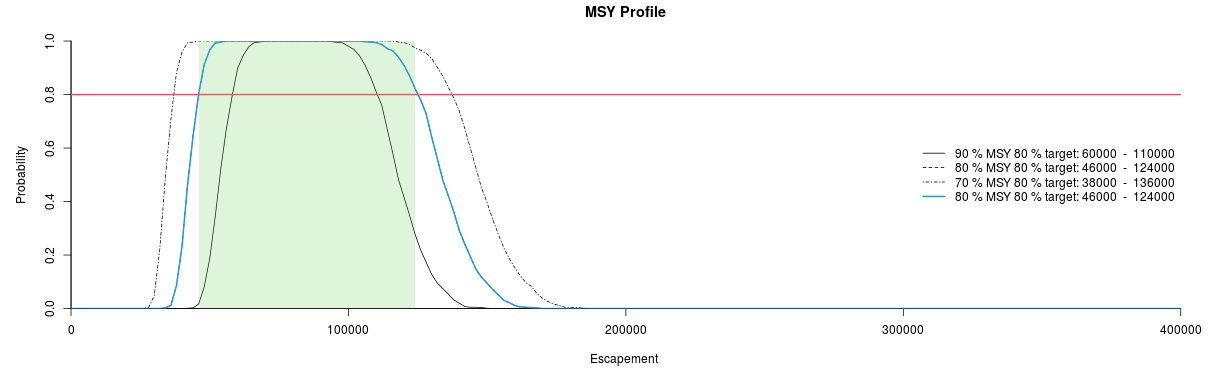 MSY Profile
1.0
0.8
0.6
0.4
0.2
0.0
Probability
90 % MSY 80 % target: 60000 - 110000
80 % MSY 80 % target: 46000 - 124000
70 % MSY 80 % target: 38000 - 136000
80 % MSY 80 % target: 46000 - 124000
0 100000 200000 300000 400000
Escapement